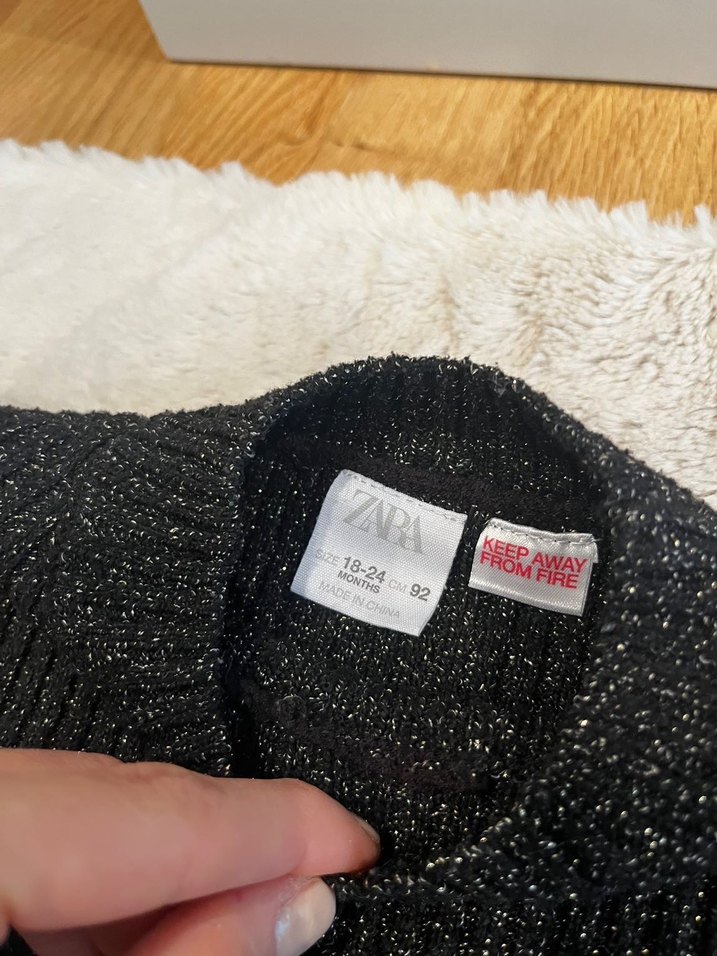 ZARA
SIZE 18-24 CM 92
MONTHS
MADE IN CHINA
KEEP AWAY
FROM FIRE